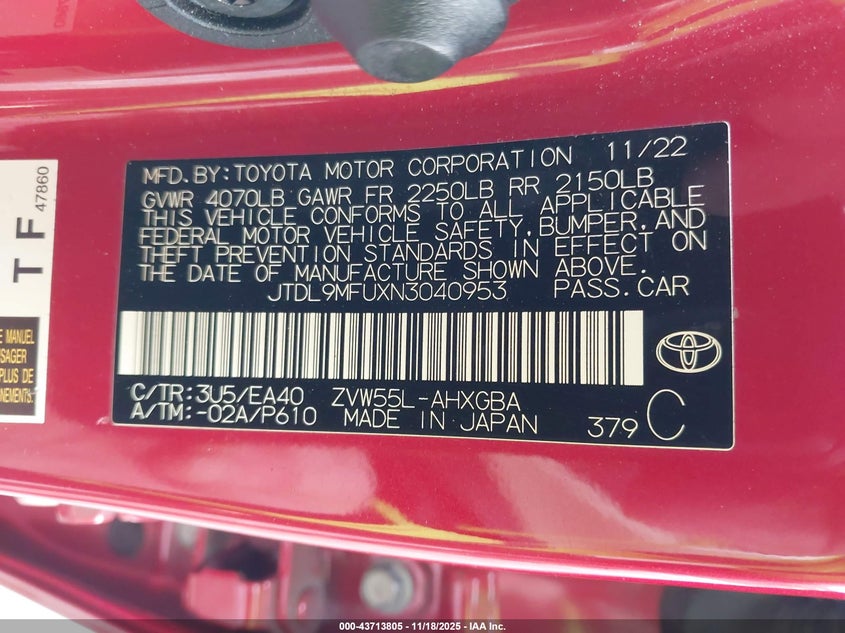 MFD.BY:TOYOTA MOTOR CORPORATION 11/22
GVWR 4070LB GAWR FR 2250LB RR 2150LB
THIS VEHICLE CONFORMS TO ALL APPLICABLE
FEDERAL MOTOR VEHICLE SAFETY,BUMPER,AND
THEFT PREVENTION STANDARDS IN EFFECT ON
THE DATE OF MANUFACTURE SHOWN ABOVE.
JTDL9MFUXN3040953 PASS.CAR
C/TR:3U5/EA40 ZVW55L-AHXGBA
A/TM:-02A/P610 MADE IN JAPAN 379 C
T F
47860
MANUEL
PLUS DE
000-43713805 - 11/18/2025 - IAA Inc.